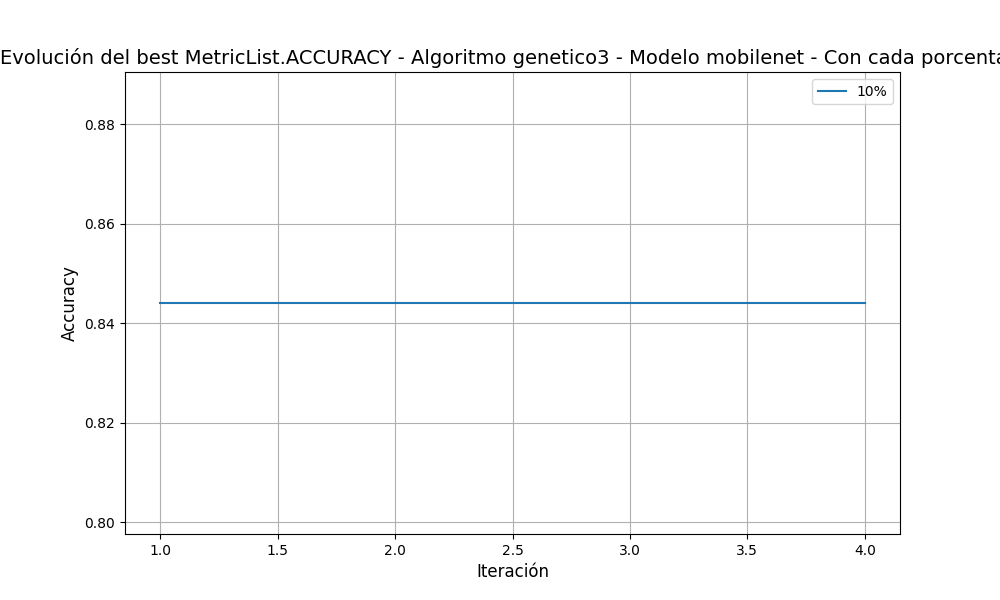 Evolución del best MetricList.ACCURACY - Algoritmo genetico3 - Modelo mobilenet - Con cada porcenta
10%
0.88
0.86
0.84
0.82
0.80
Accuracy
1.0 1.5 2.0 2.5 3.0 3.5 4.0
Iteración